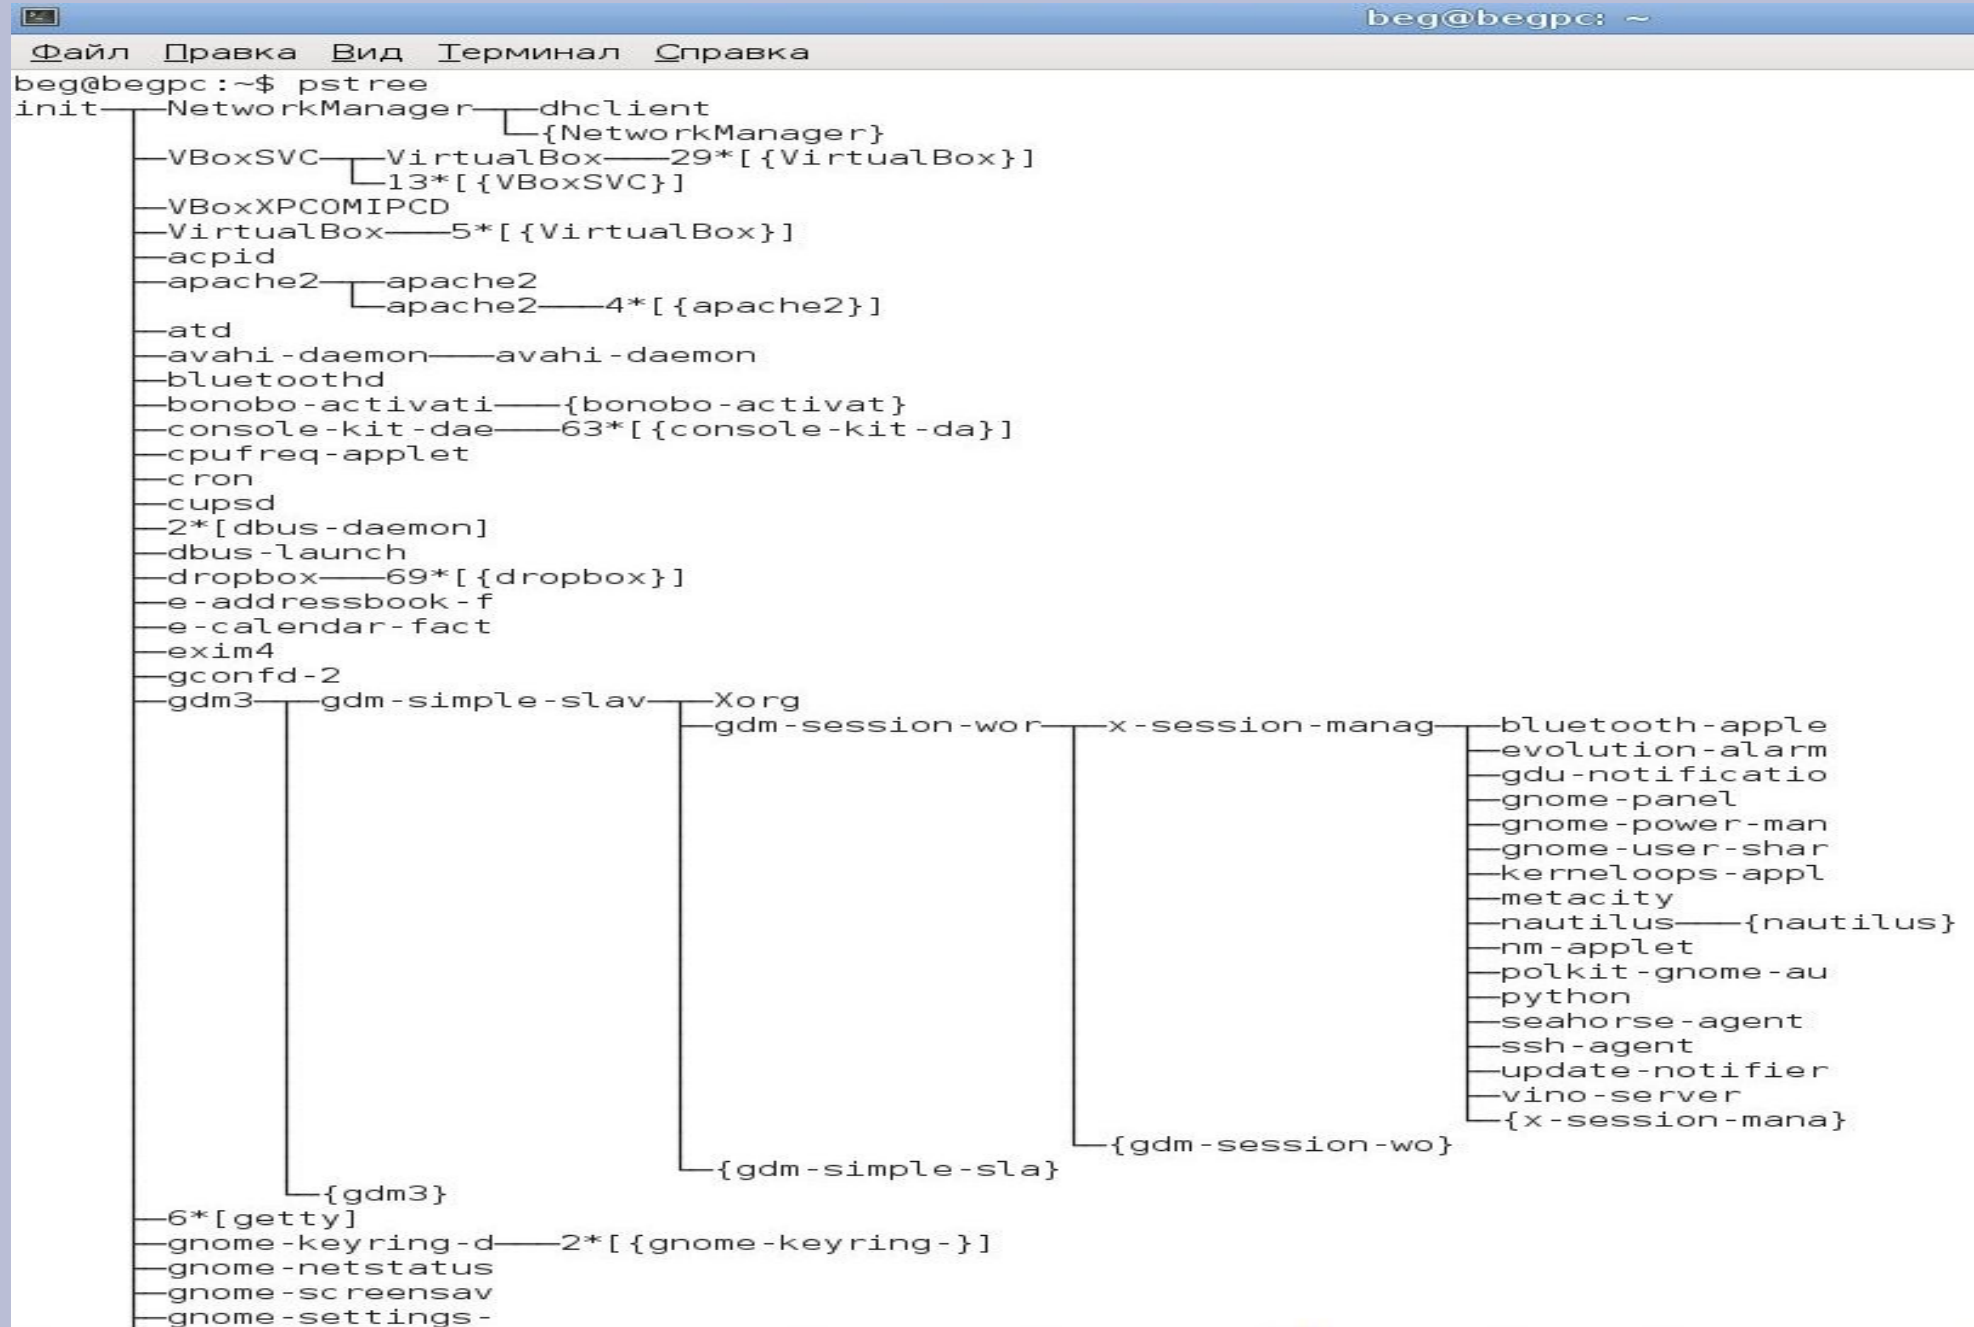 beg@begpc: ~
Файл Правка Вид Терминал Справка
beg@begpc:~$ pstree
init─┬─NetworkManager─┬─dhclient
└─{NetworkManager}
├─VBoxSVC─┬─VirtualBox───29*[{VirtualBox}]
└─13*[{VBoxSVC}]
├─VBoxXPCOMIPCD
├─VirtualBox───5*[{VirtualBox}]
├─acpid
├─apache2─┬─apache2
└─apache2───4*[{apache2}]
├─atd
├─avahi-daemon───avahi-daemon
├─bluetoothd
├─bonobo-activati───{bonobo-activat}
├─console-kit-dae───63*[{console-kit-da}]
├─cpufreq-applet
├─cron
├─cupsd
├─2*[dbus-daemon]
├─dbus-launch
├─dropbox───69*[{dropbox}]
├─e-addressbook-f
├─e-calendar-fact
├─exim4
├─gconfd-2
├─gdm3─┬─gdm-simple-slav─┬─Xorg
├─gdm-session-wor─┬─x-session-manag─┬─bluetooth-apple
├─evolution-alarm
├─gdu-notificatio
├─gnome-panel
├─gnome-power-man
├─gnome-user-shar
├─kerneloops-appl
├─metacity
├─nautilus───{nautilus}
├─nm-applet
├─polkit-gnome-au
├─python
├─seahorse-agent
├─ssh-agent
├─update-notifier
├─vino-server
└─{x-session-mana}
└─{gdm-session-wo}
└─{gdm-simple-sla}
└─{gdm3}
├─6*[getty]
├─gnome-keyring-d───2*[{gnome-keyring-}]
├─gnome-netstatus
├─gnome-screensav
├─gnome-settings-